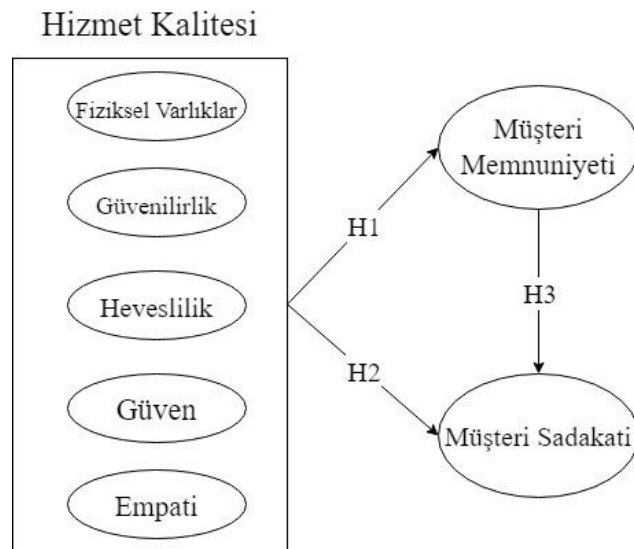 Hizmet Kalitesi
Fiziksel Varlıklar
Güvenilirlik
Heveslilik
Güven
Empati
H1
H2
Müşteri
Memnuniyeti
H3
Müşteri Sadakati